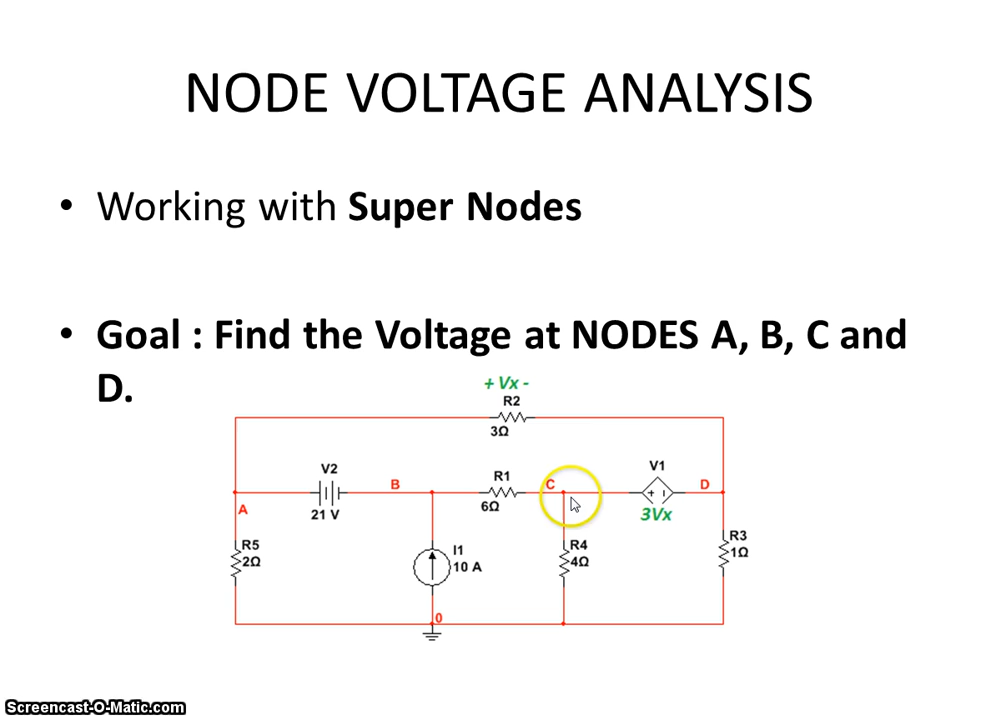 NODE VOLTAGE ANALYSIS
• Working with Super Nodes
• Goal : Find the Voltage at NODES A, B, C and
D.
+ Vx -
R2
3Ω
V2
21 V
B
R1
6Ω
C
V1
+ -
3Vx
D
A
R5
2Ω
I1
10 A
R4
4Ω
R3
1Ω
0
Screencast-O-Matic.com